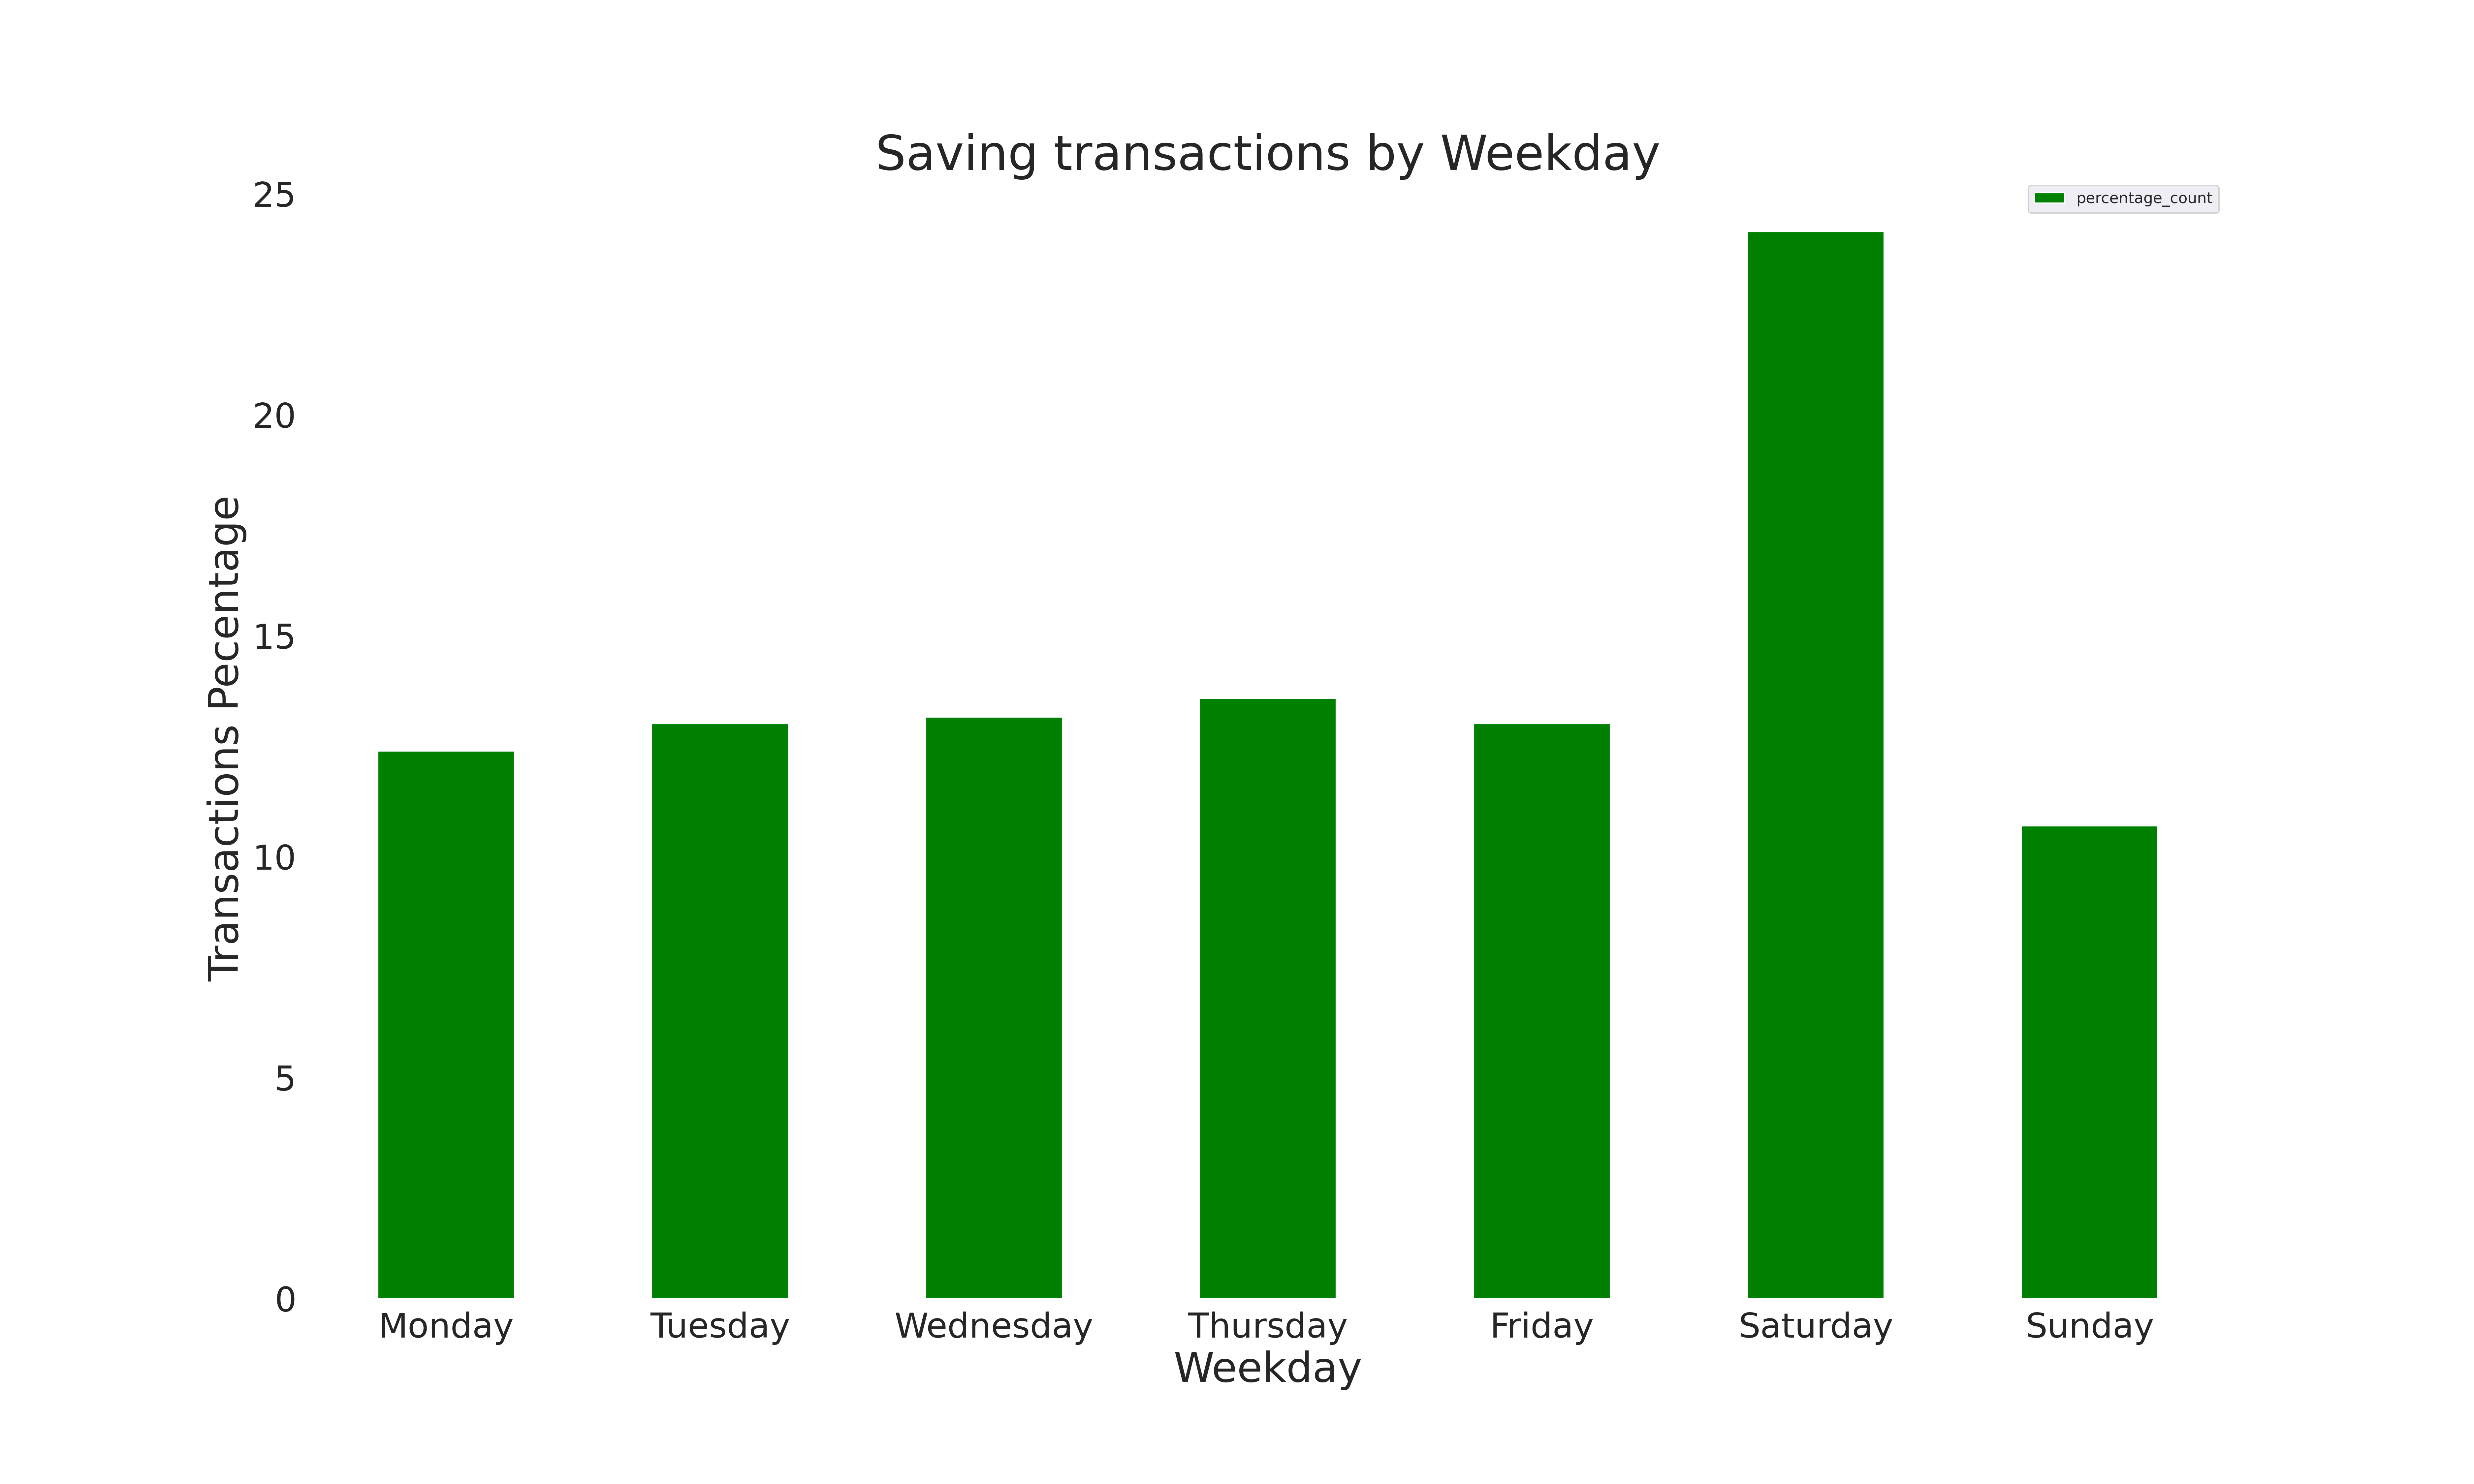 Saving transactions by Weekday
percentage_count
Transactions Pecentage
25
20
15
10
5
0
Monday Tuesday Wednesday Thursday Friday Saturday Sunday
Weekday